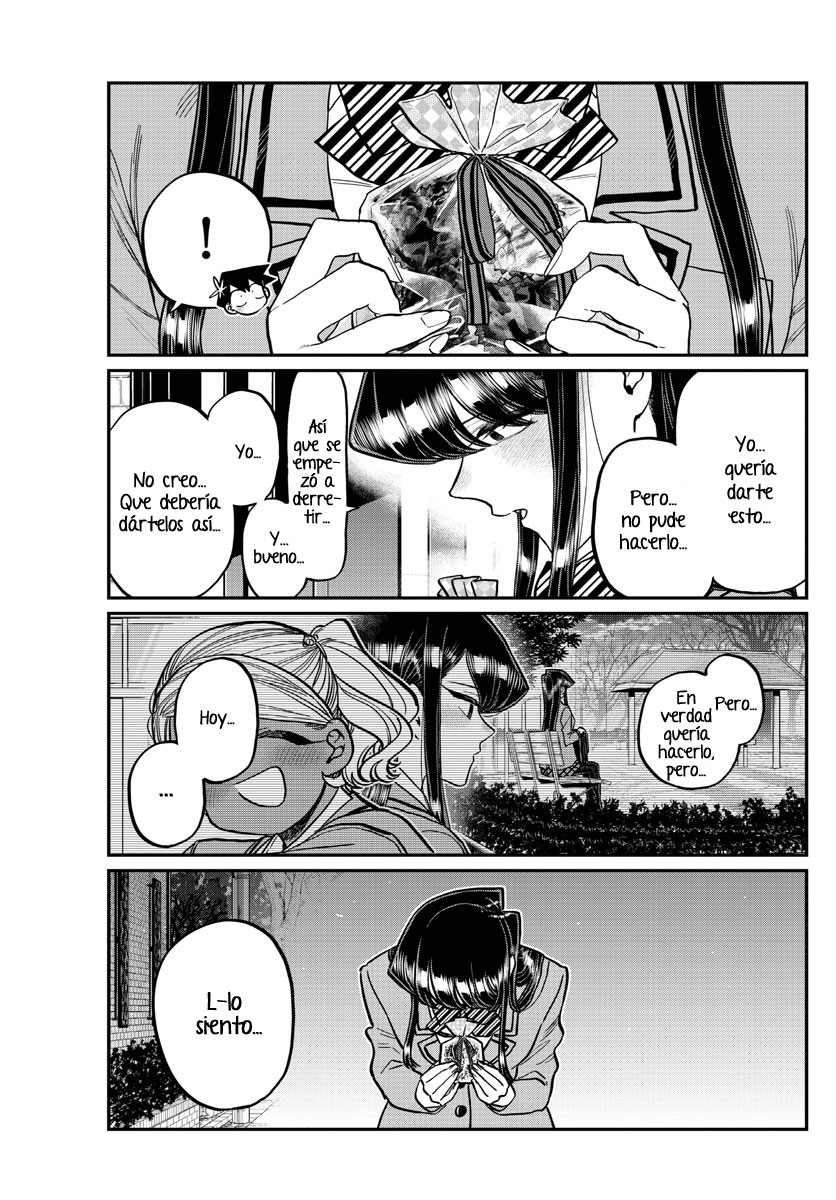 !
Yo...
quería
darte
esto...
Pero...
no pude
hacerlo...
Así
que se
empe-
zó a
derre-
tir...
Y...
bueno...
Yo...
No creo...
Que debería
dártelos así...
Pero...
En
verdad
quería
hacerlo,
pero...
Hoy...
...
L-lo
siento...